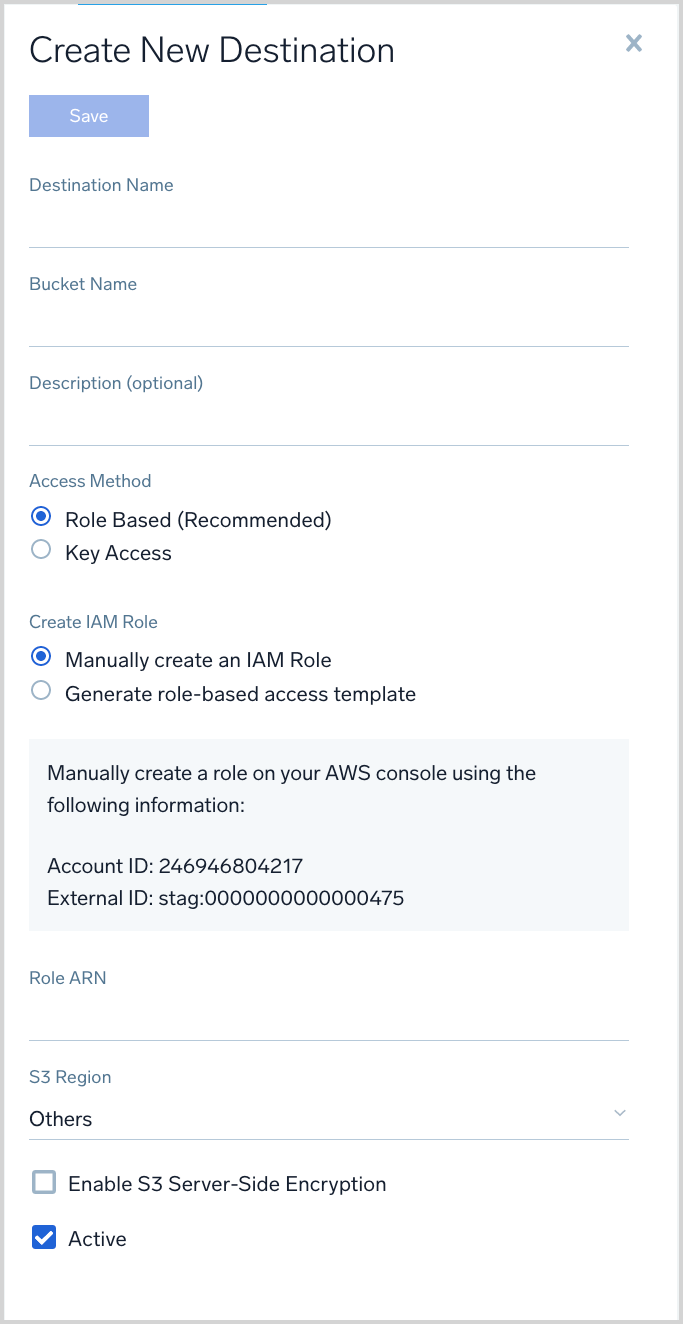 Create New Destination
Save
Destination Name
Bucket Name
Description (optional)
Access Method
Role Based (Recommended)
Key Access
Create IAM Role
Manually create an IAM Role
Generate role-based access template
Manually create a role on your AWS console using the
following information:
Account ID: 246946804217
External ID: stag:0000000000000475
Role ARN
S3 Region
Others
Enable S3 Server-Side Encryption
Active